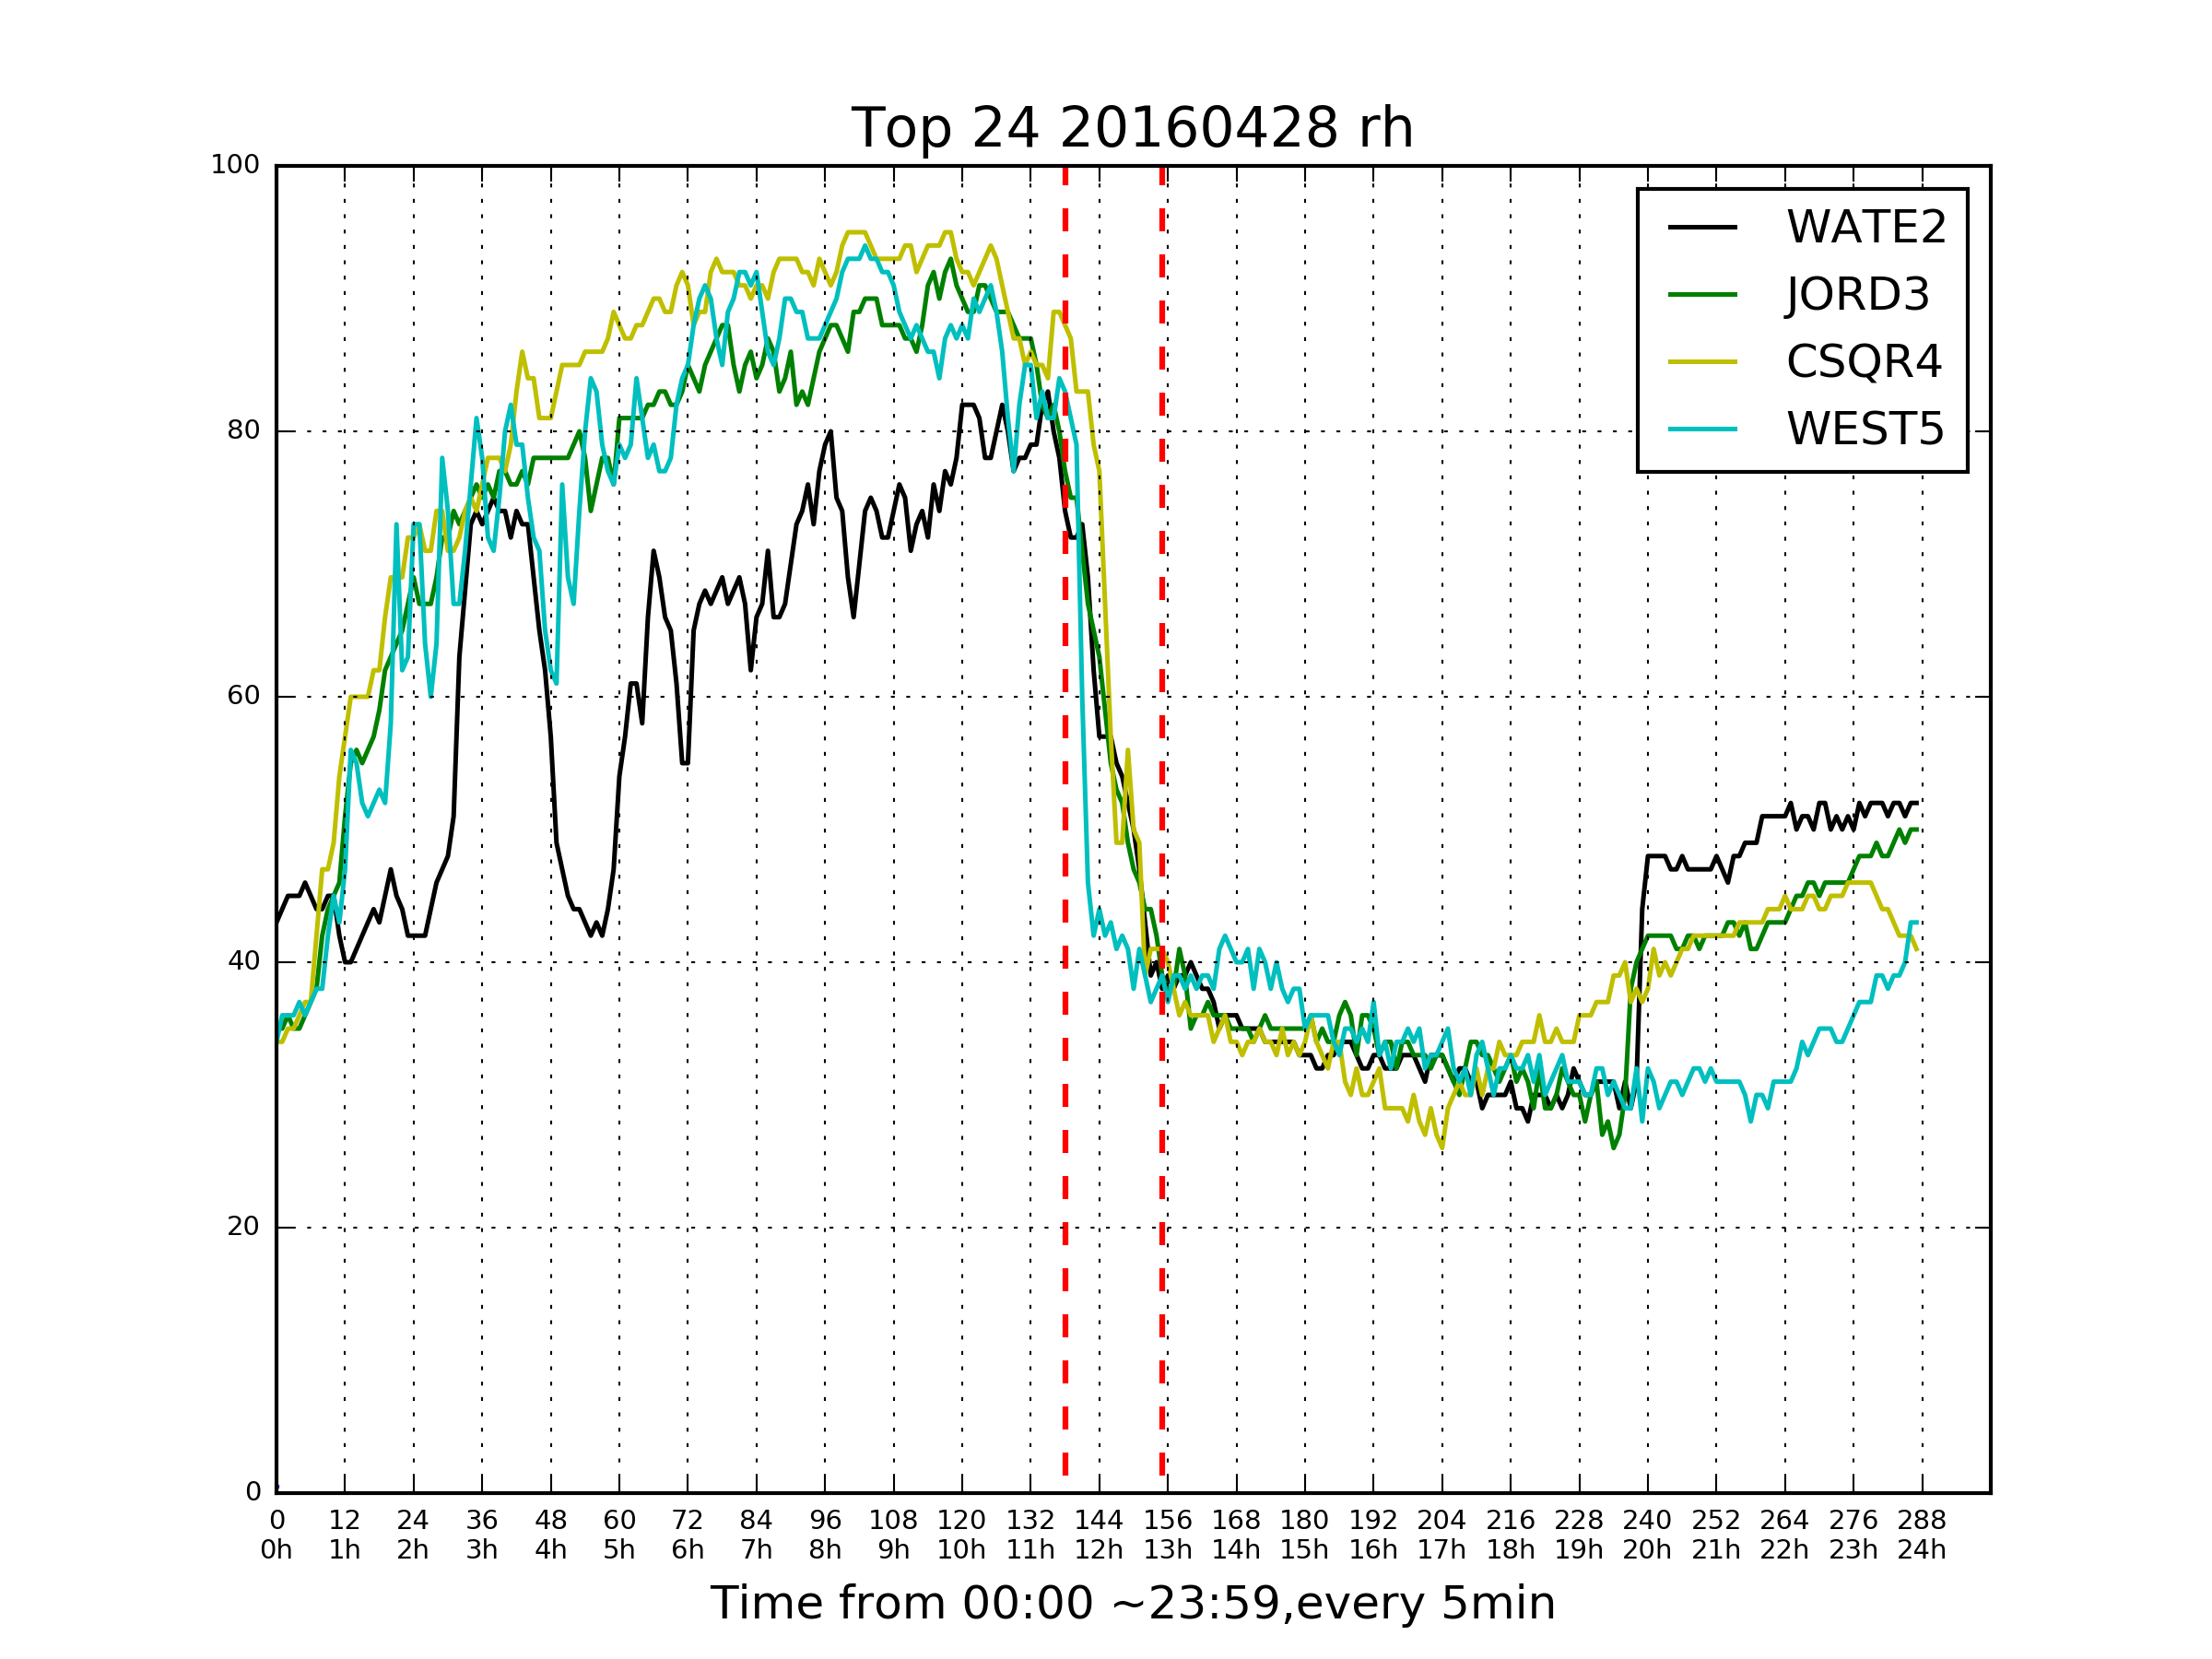 Top 24 20160428 rh
100
80
60
40
20
0
WATE2
JORD3
CSQR4
WEST5
0 12 24 36 48 60 72 84 96 108 120 132 144 156 168 180 192 204 216 228 240 252 264 276 288
0h 1h 2h 3h 4h 5h 6h 7h 8h 9h 10h 11h 12h 13h 14h 15h 16h 17h 18h 19h 20h 21h 22h 23h 24h
Time from 00:00 ~23:59,every 5min